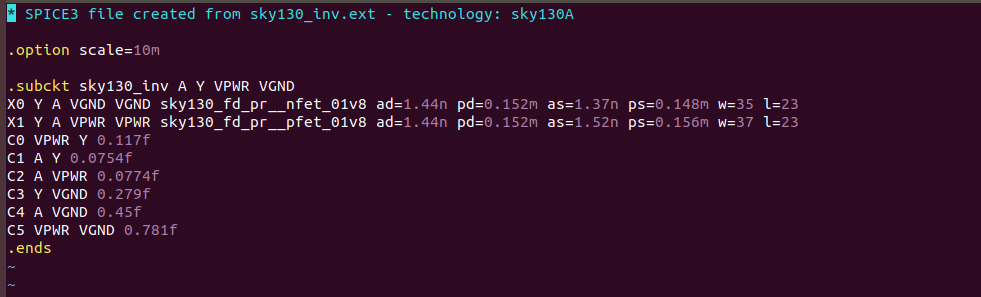 * SPICE3 file created from sky130_inv.ext - technology: sky130A
.option scale=10m
.subckt sky130_inv A Y VPWR VGND
X0 Y A VGND VGND sky130_fd_pr__nfet_01v8 ad=1.44n pd=0.152m as=1.37n ps=0.148m w=35 l=23
X1 Y A VPWR VPWR sky130_fd_pr__pfet_01v8 ad=1.44n pd=0.152m as=1.52n ps=0.156m w=37 l=23
C0 VPWR Y 0.117f
C1 A Y 0.0754f
C2 A VPWR 0.0774f
C3 Y VGND 0.279f
C4 A VGND 0.45f
C5 VPWR VGND 0.781f
.ends
~
~